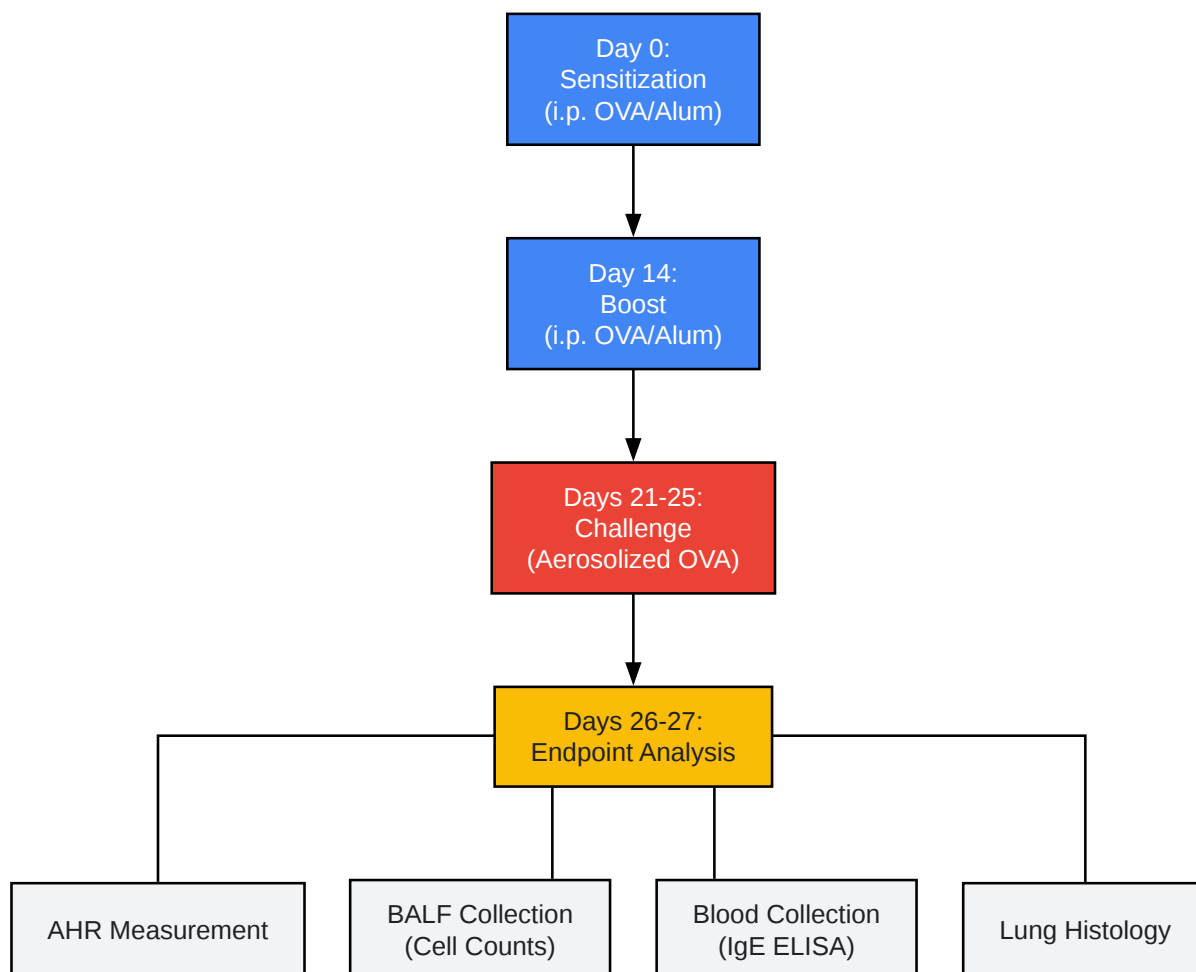 Day 0:
Sensitization
(i.p. OVA/Alum)
Day 14:
Boost
(i.p. OVA/Alum)
Days 21-25:
Challenge
(Aerosolized OVA)
Days 26-27:
Endpoint Analysis
AHR Measurement
BALF Collection
(Cell Counts)
Blood Collection
(IgE ELISA)
Lung Histology